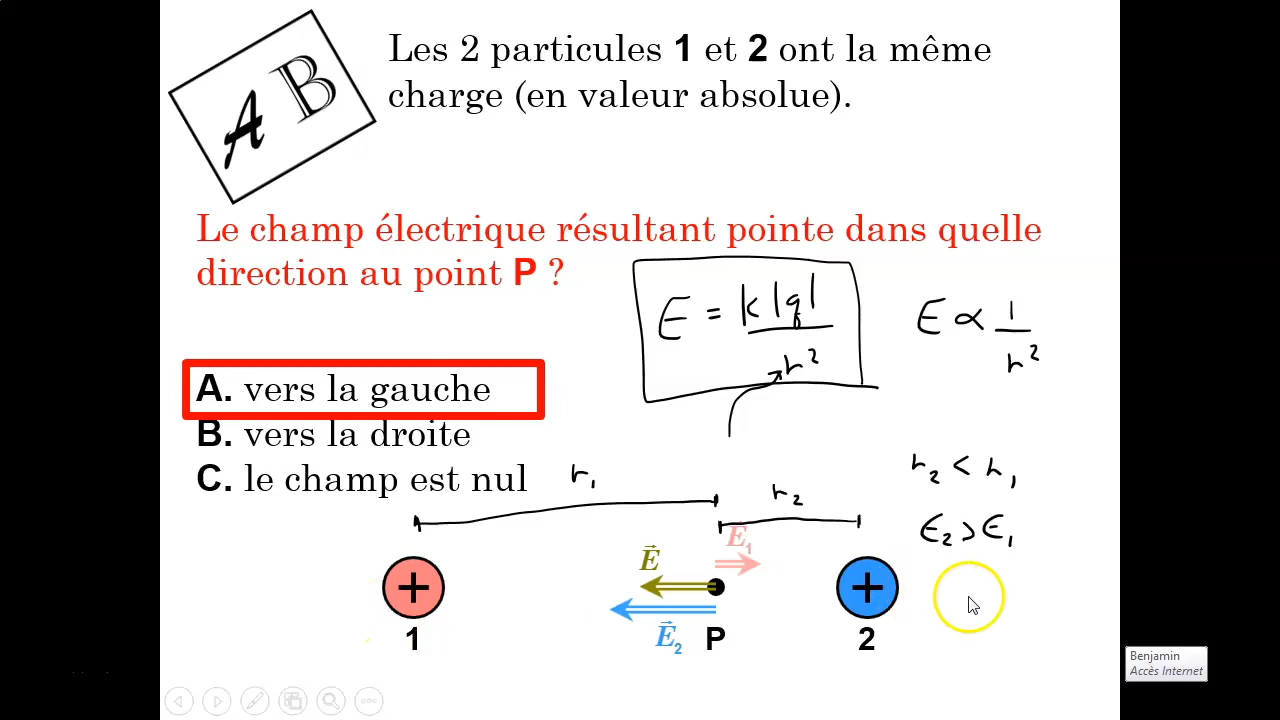 A B
Les 2 particules 1 et 2 ont la même
charge (en valeur absolue).
Le champ électrique résultant pointe dans quelle
direction au point P ?
E = k|q| / r²
E ∝ 1 / r²
A. vers la gauche
B. vers la droite
C. le champ est nul
r₁
r₂
r₂ < r₁
E₂ > E₁
E₁
E
E₂
+
+
1
P
2
Benjamin
Accès Internet